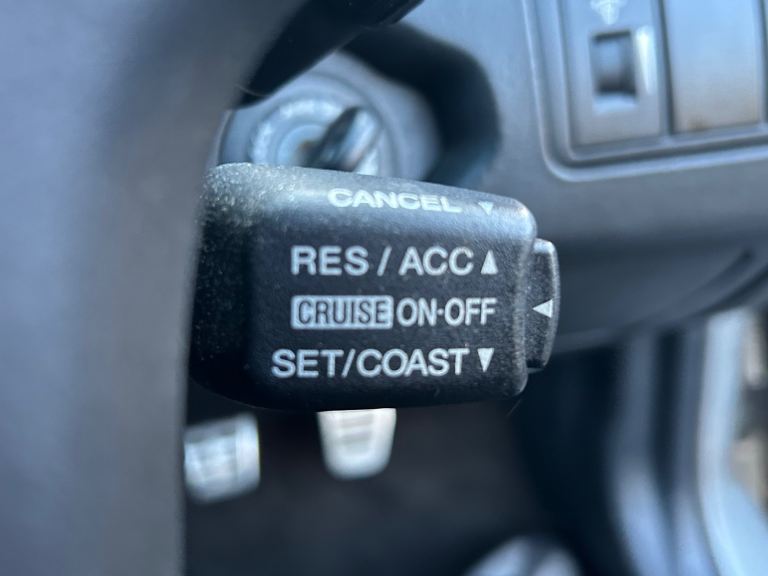 CANCEL ▼
RES / ACC ▲
CRUISE ON-OFF ◀
SET/COAST ▼